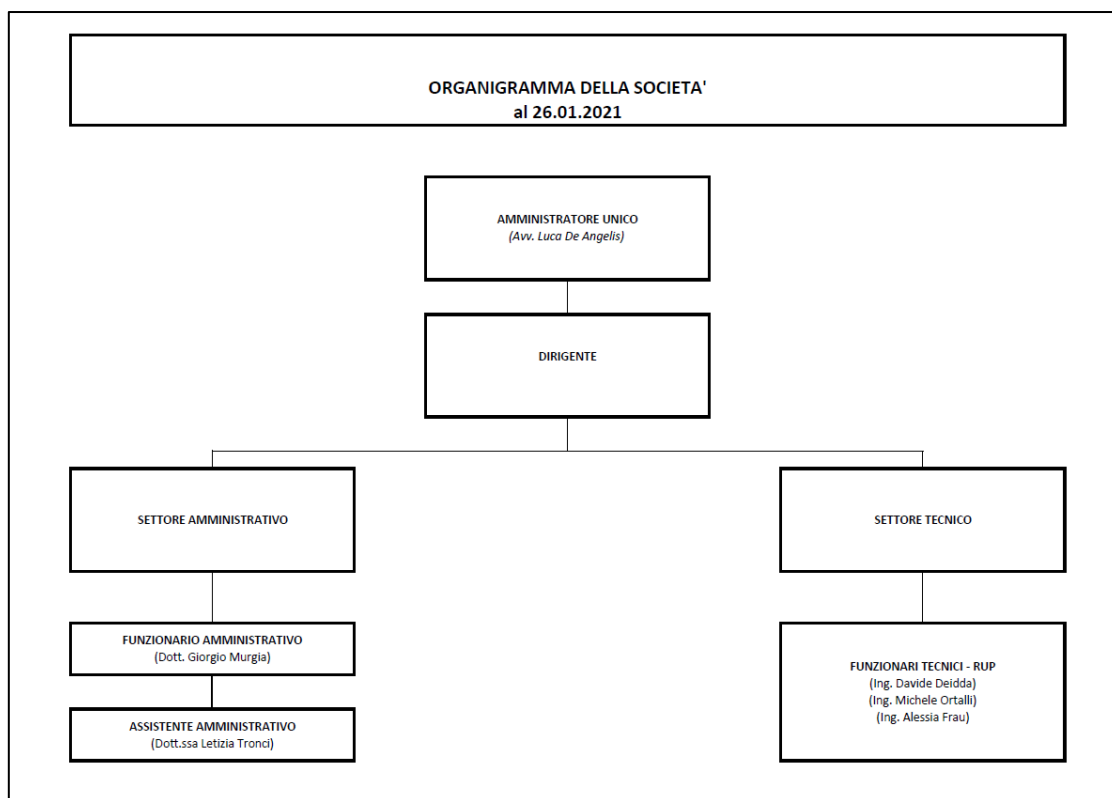 ORGANIGRAMMA DELLA SOCIETA'
al 26.01.2021
AMMINISTRATORE UNICO
(Avv. Luca De Angelis)
DIRIGENTE
SETTORE AMMINISTRATIVO
SETTORE TECNICO
FUNZIONARIO AMMINISTRATIVO
(Dott. Giorgio Murgia)
ASSISTENTE AMMINISTRATIVO
(Dott.ssa Letizia Tronci)
FUNZIONARI TECNICI - RUP
(Ing. Davide Deidda)
(Ing. Michele Ortalli)
(Ing. Alessia Frau)